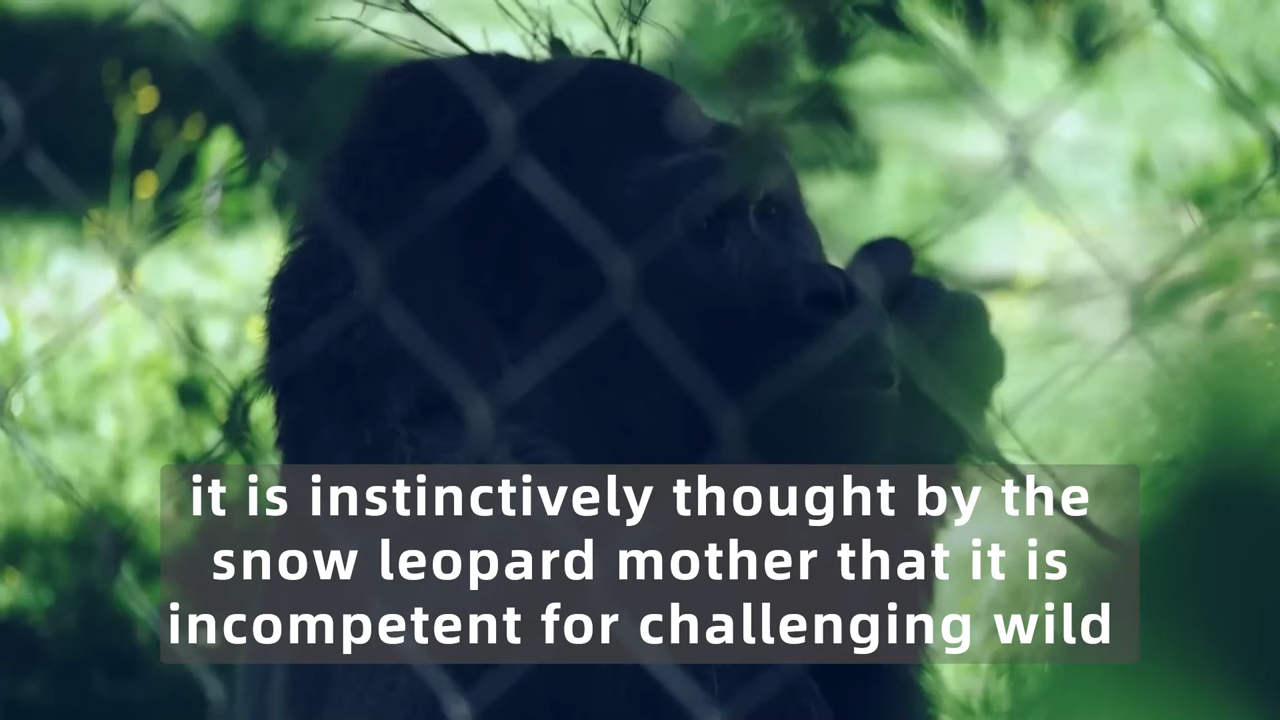 it is instinctively thought by the
snow leopard mother that it is
incompetent for challenging wild